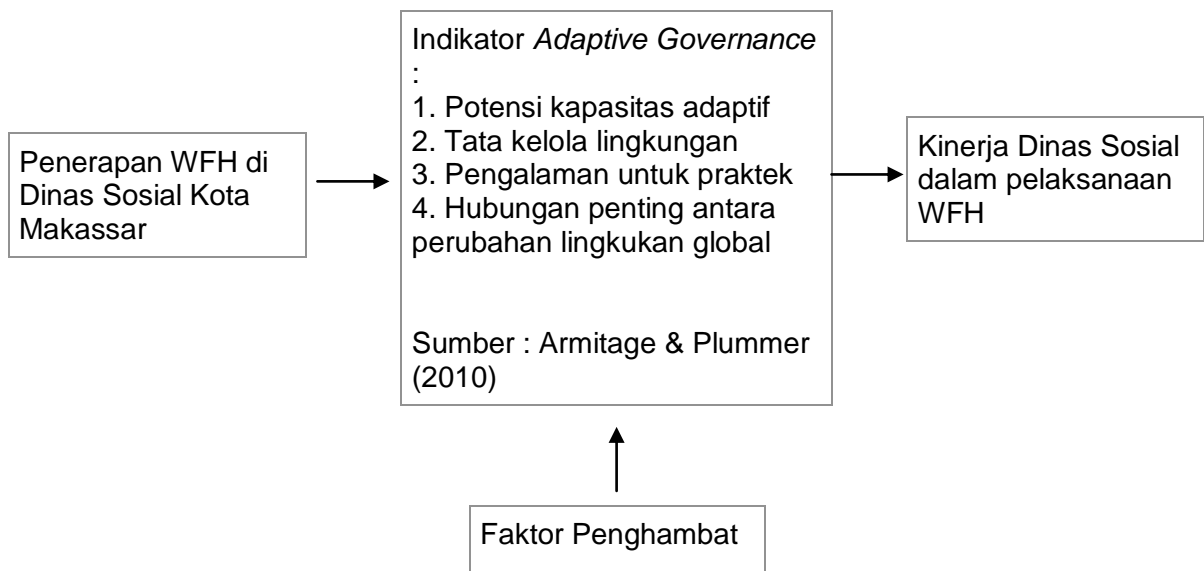 Penerapan WFH di
Dinas Sosial Kota
Makassar
Indikator Adaptive Governance
:
1. Potensi kapasitas adaptif
2. Tata kelola lingkungan
3. Pengalaman untuk praktek
4. Hubungan penting antara
perubahan lingkukan global
Sumber : Armitage & Plummer
(2010)
Kinerja Dinas Sosial
dalam pelaksanaan
WFH
Faktor Penghambat